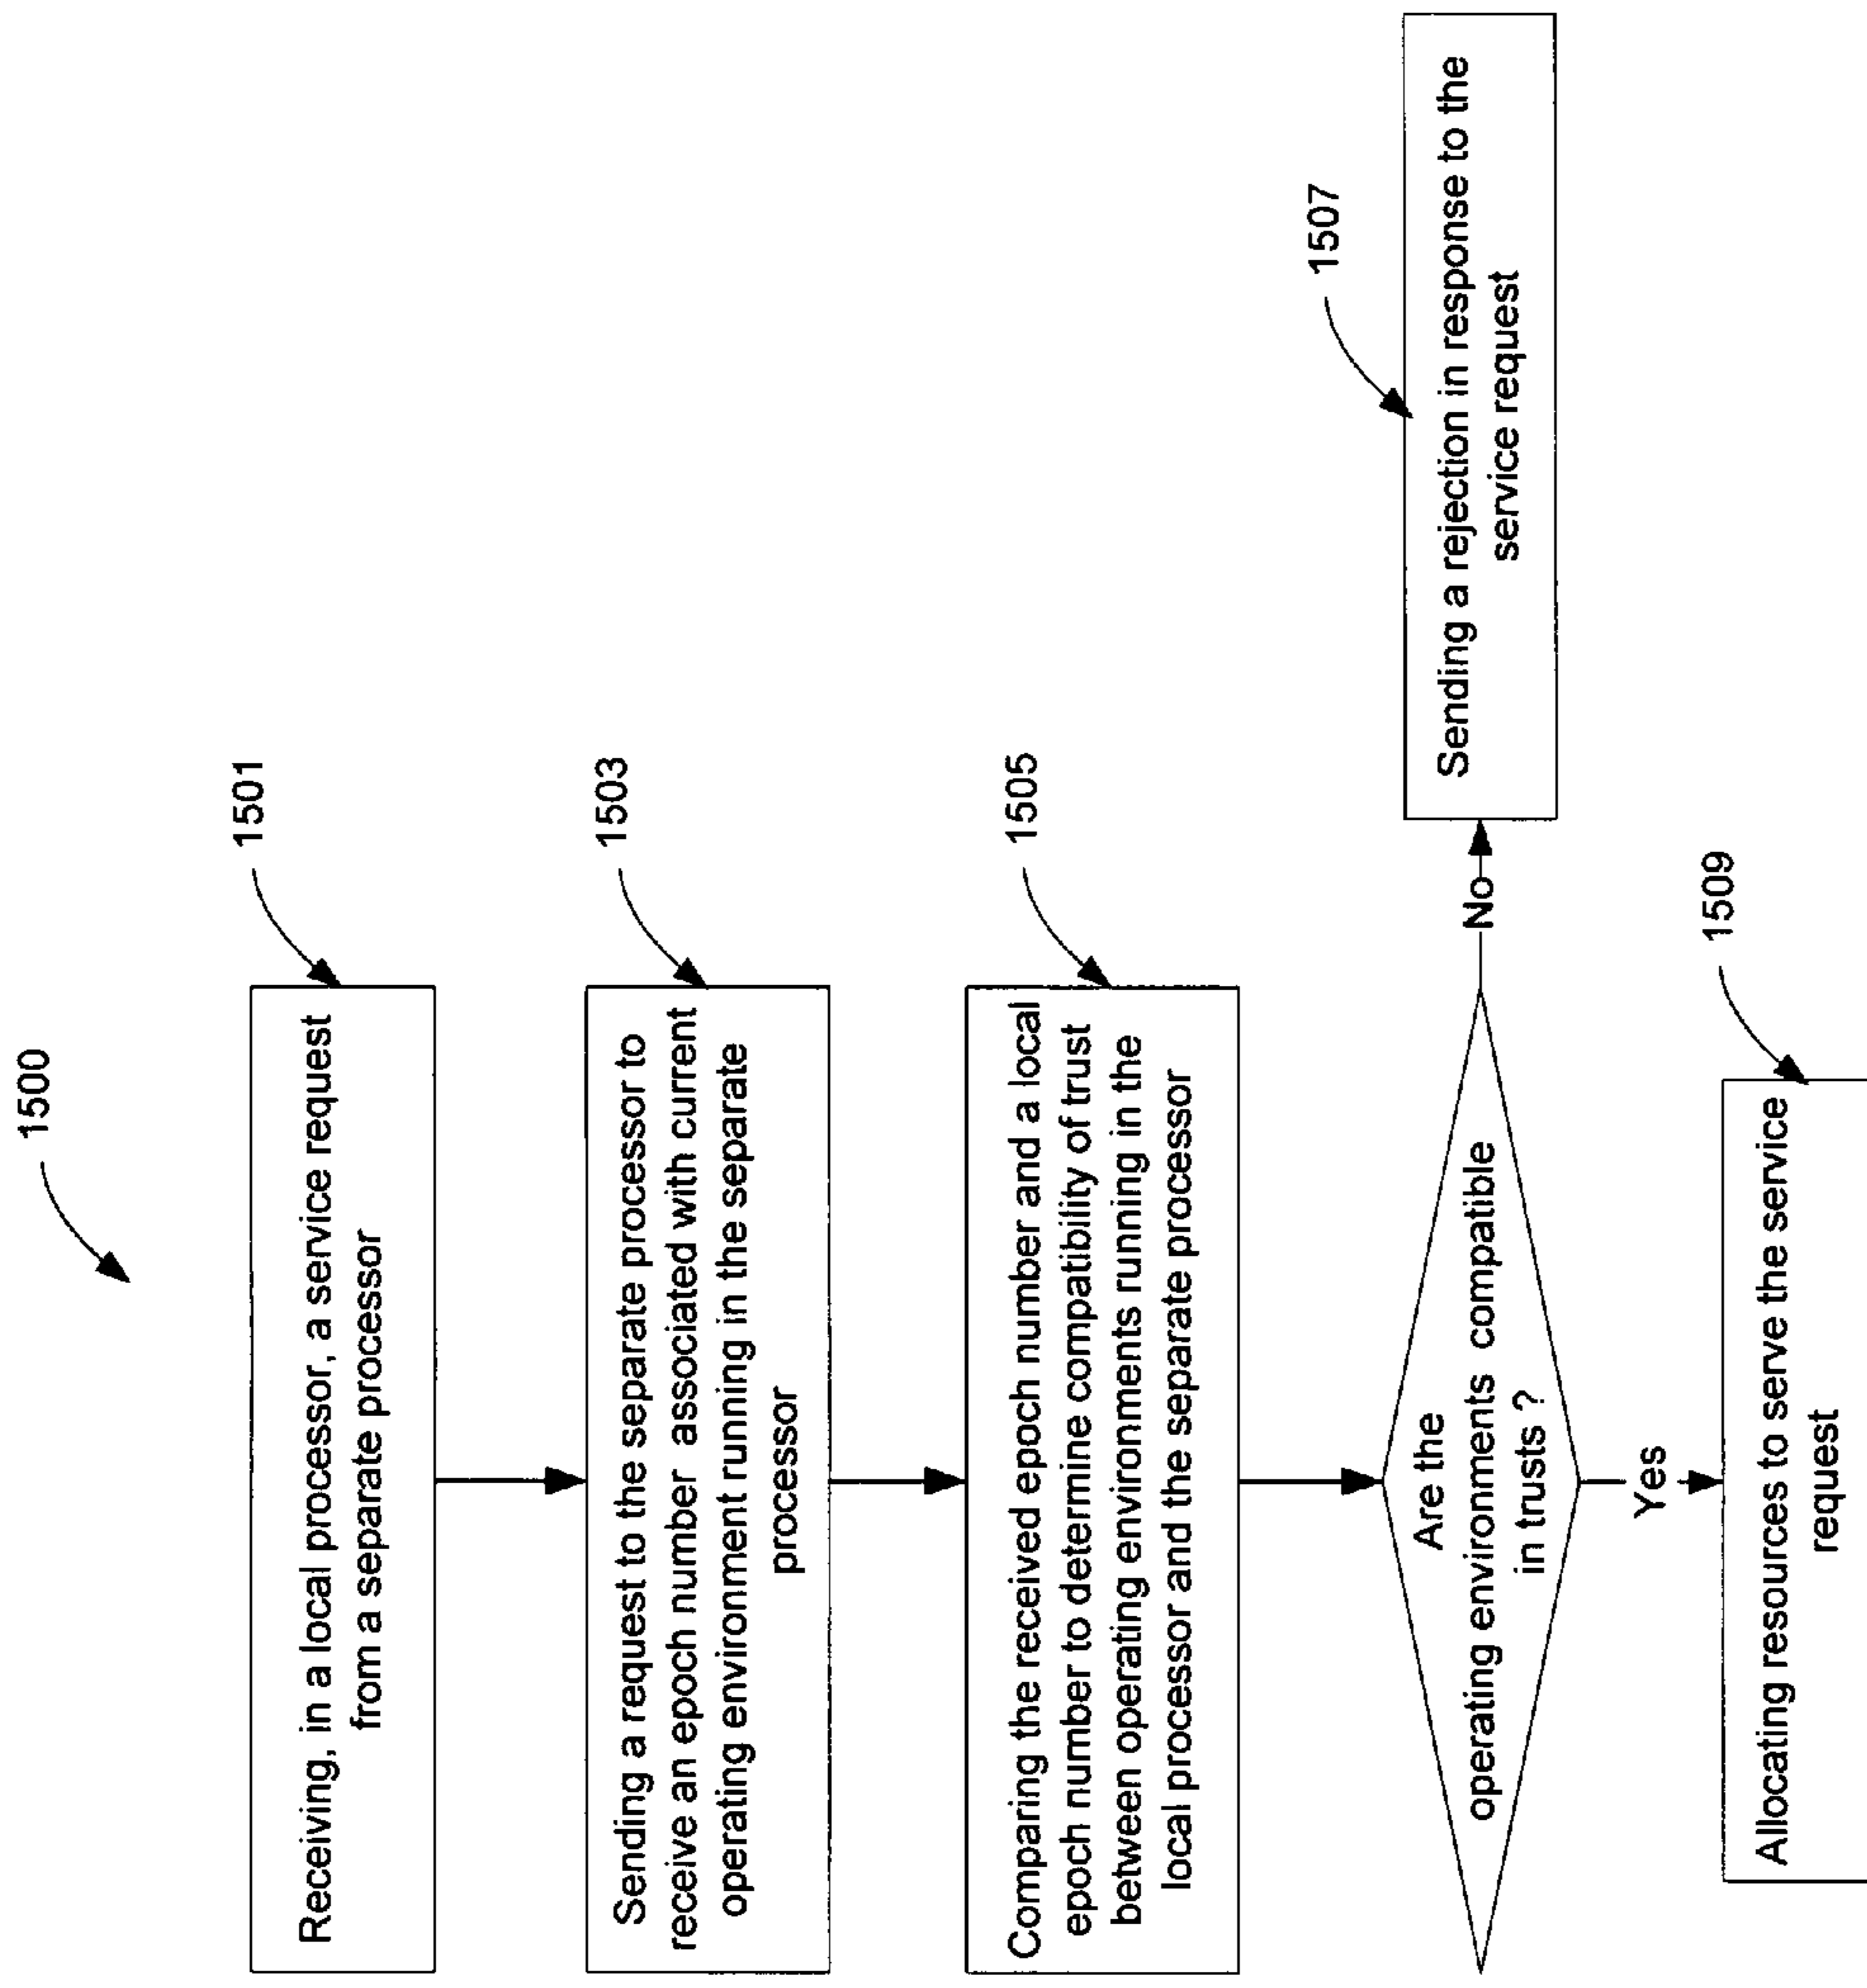 1500
1501
Receiving, in a local processor, a service request
from a separate processor
1503
Sending a request to the separate processor to
receive an epoch number associated with current
operating environment running in the separate
processor
1505
Comparing the received epoch number and a local
epoch number to determine compatibility of trust
between operating environments running in the
local processor and the separate processor
Are the
operating environments compatible
in trusts ?
No
1507
Sending a rejection in response to the
service request
Yes
1509
Allocating resources to serve the service
request